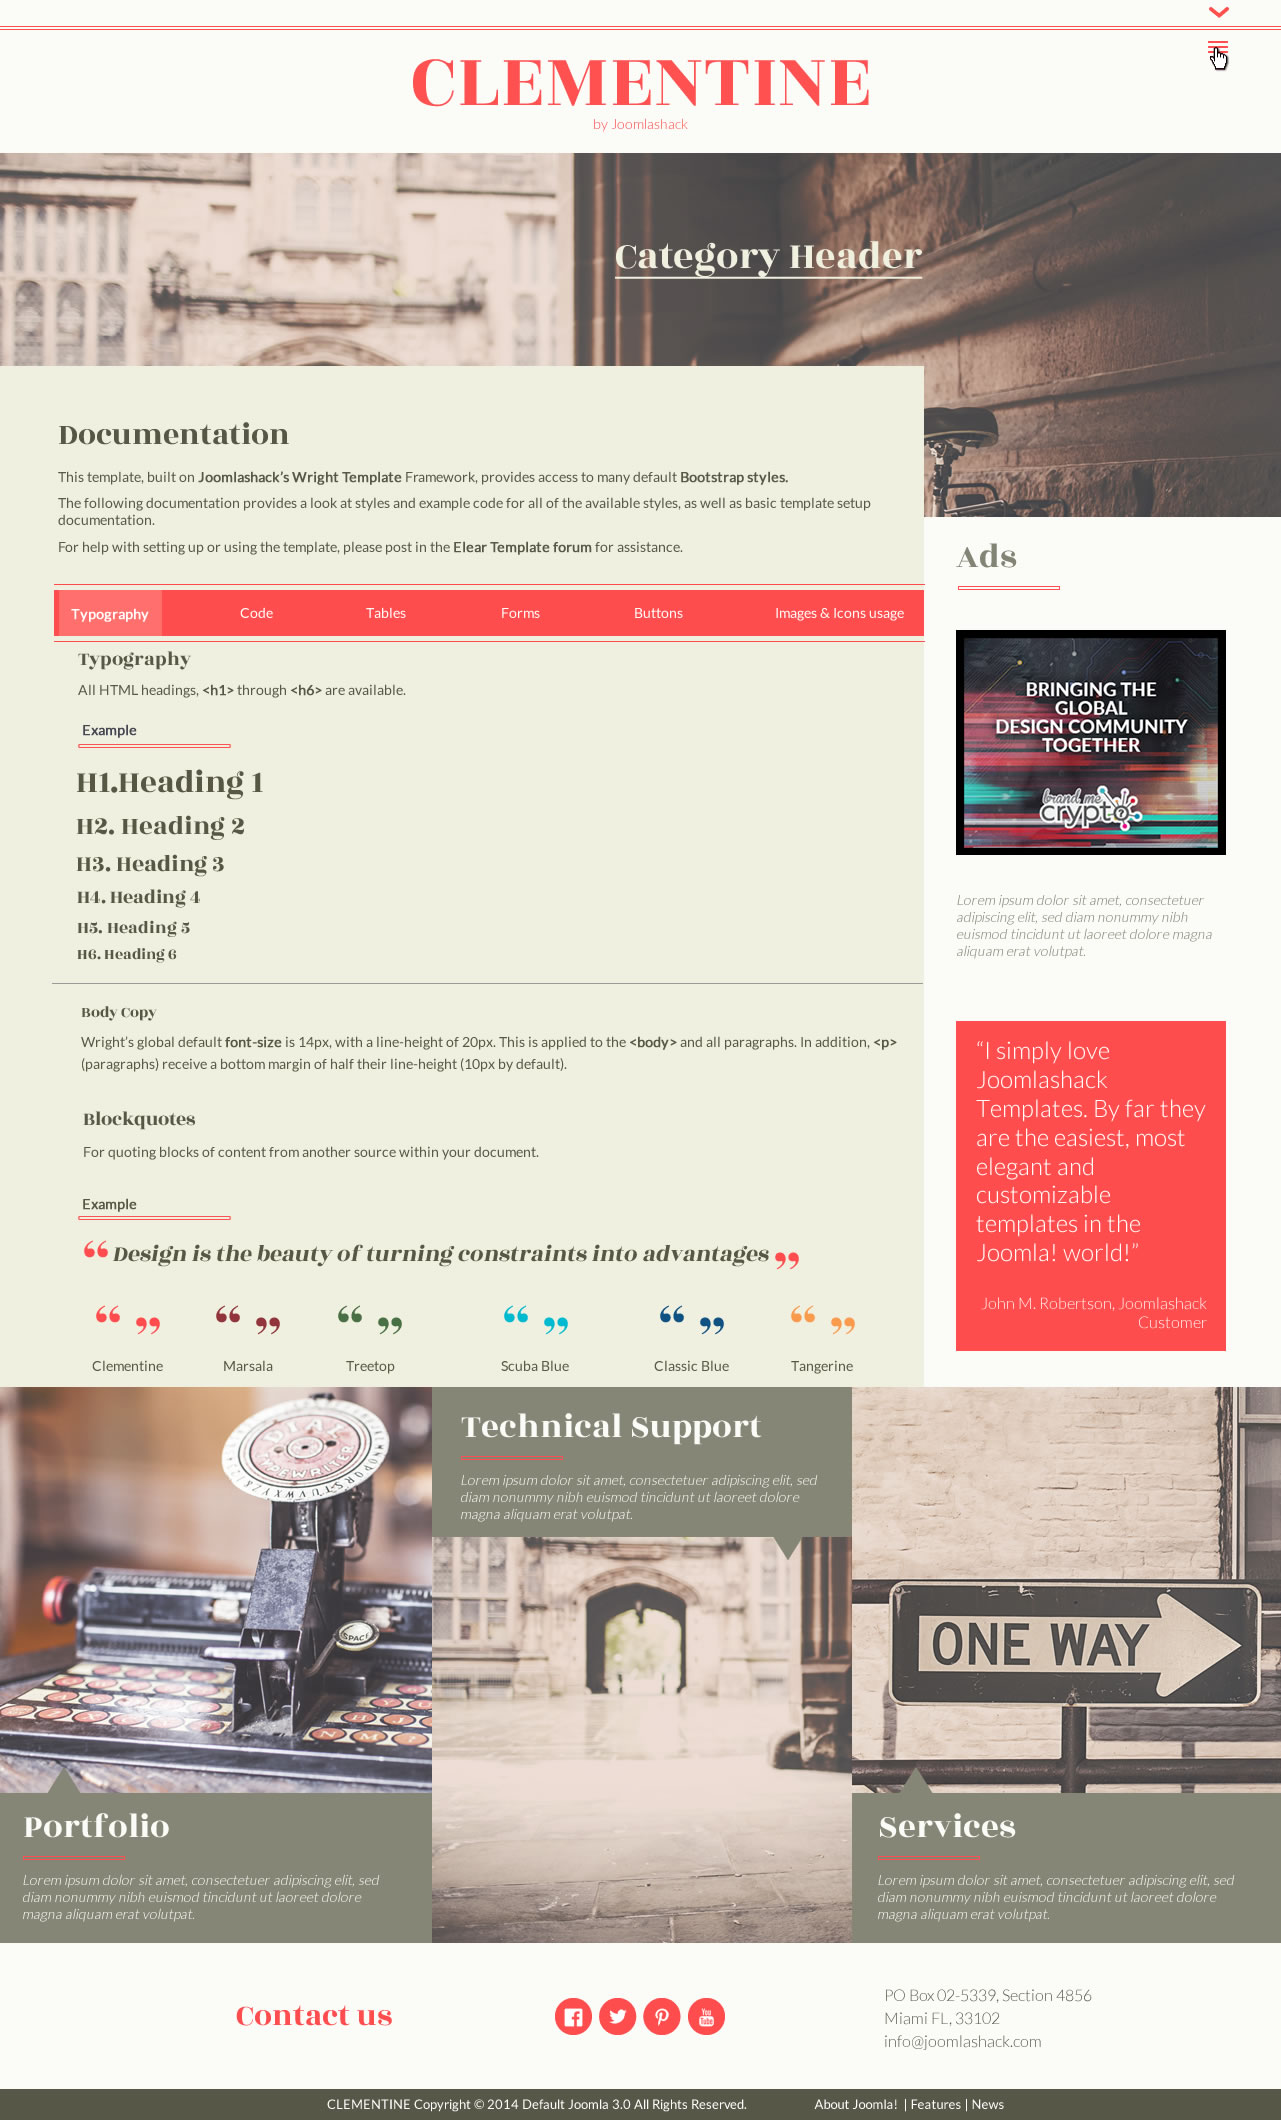 CLEMENTINE
by Joomlashack
Category Header
Documentation
This template, built on Joomlashack's Wright Template Framework, provides access to many default Bootstrap styles.
The following documentation provides a look at styles and example code for all of the available styles, as well as basic template setup
documentation.
For help with setting up or using the template, please post in the Elear Template forum for assistance.
Typography Code Tables Forms Buttons Images & Icons usage
Typography
All HTML headings, <h1> through <h6> are available.
Example
H1.Heading 1
H2. Heading 2
H3. Heading 3
H4. Heading 4
H5. Heading 5
H6. Heading 6
Body Copy
Wright's global default font-size is 14px, with a line-height of 20px. This is applied to the <body> and all paragraphs. In addition, <p>
(paragraphs) receive a bottom margin of half their line-height (10px by default).
Blockquotes
For quoting blocks of content from another source within your document.
Example
“ Design is the beauty of turning constraints into advantages ”
“ ” “ ” “ ” “ ” “ ” “ ”
Clementine Marsala Treetop Scuba Blue Classic Blue Tangerine
Ads
BRINGING THE
GLOBAL
DESIGN COMMUNITY
TOGETHER
brand me
crypto?
Lorem ipsum dolor sit amet, consectetuer
adipiscing elit, sed diam nonummy nibh
euismod tincidunt ut laoreet dolore magna
aliquam erat volutpat.
“I simply love
Joomlashack
Templates. By far they
are the easiest, most
elegant and
customizable
templates in the
Joomla! world!”
John M. Robertson, Joomlashack
Customer
DIAL
TYPEWRITER
SPACE
Portfolio
Lorem ipsum dolor sit amet, consectetuer adipiscing elit, sed
diam nonummy nibh euismod tincidunt ut laoreet dolore
magna aliquam erat volutpat.
Technical Support
Lorem ipsum dolor sit amet, consectetuer adipiscing elit, sed
diam nonummy nibh euismod tincidunt ut laoreet dolore
magna aliquam erat volutpat.
ONE WAY
Services
Lorem ipsum dolor sit amet, consectetuer adipiscing elit, sed
diam nonummy nibh euismod tincidunt ut laoreet dolore
magna aliquam erat volutpat.
Contact us
You
Tube
PO Box 02-5339, Section 4856
Miami FL, 33102
info@joomlashack.com
CLEMENTINE Copyright © 2014 Default Joomla 3.0 All Rights Reserved. About Joomla! | Features | News